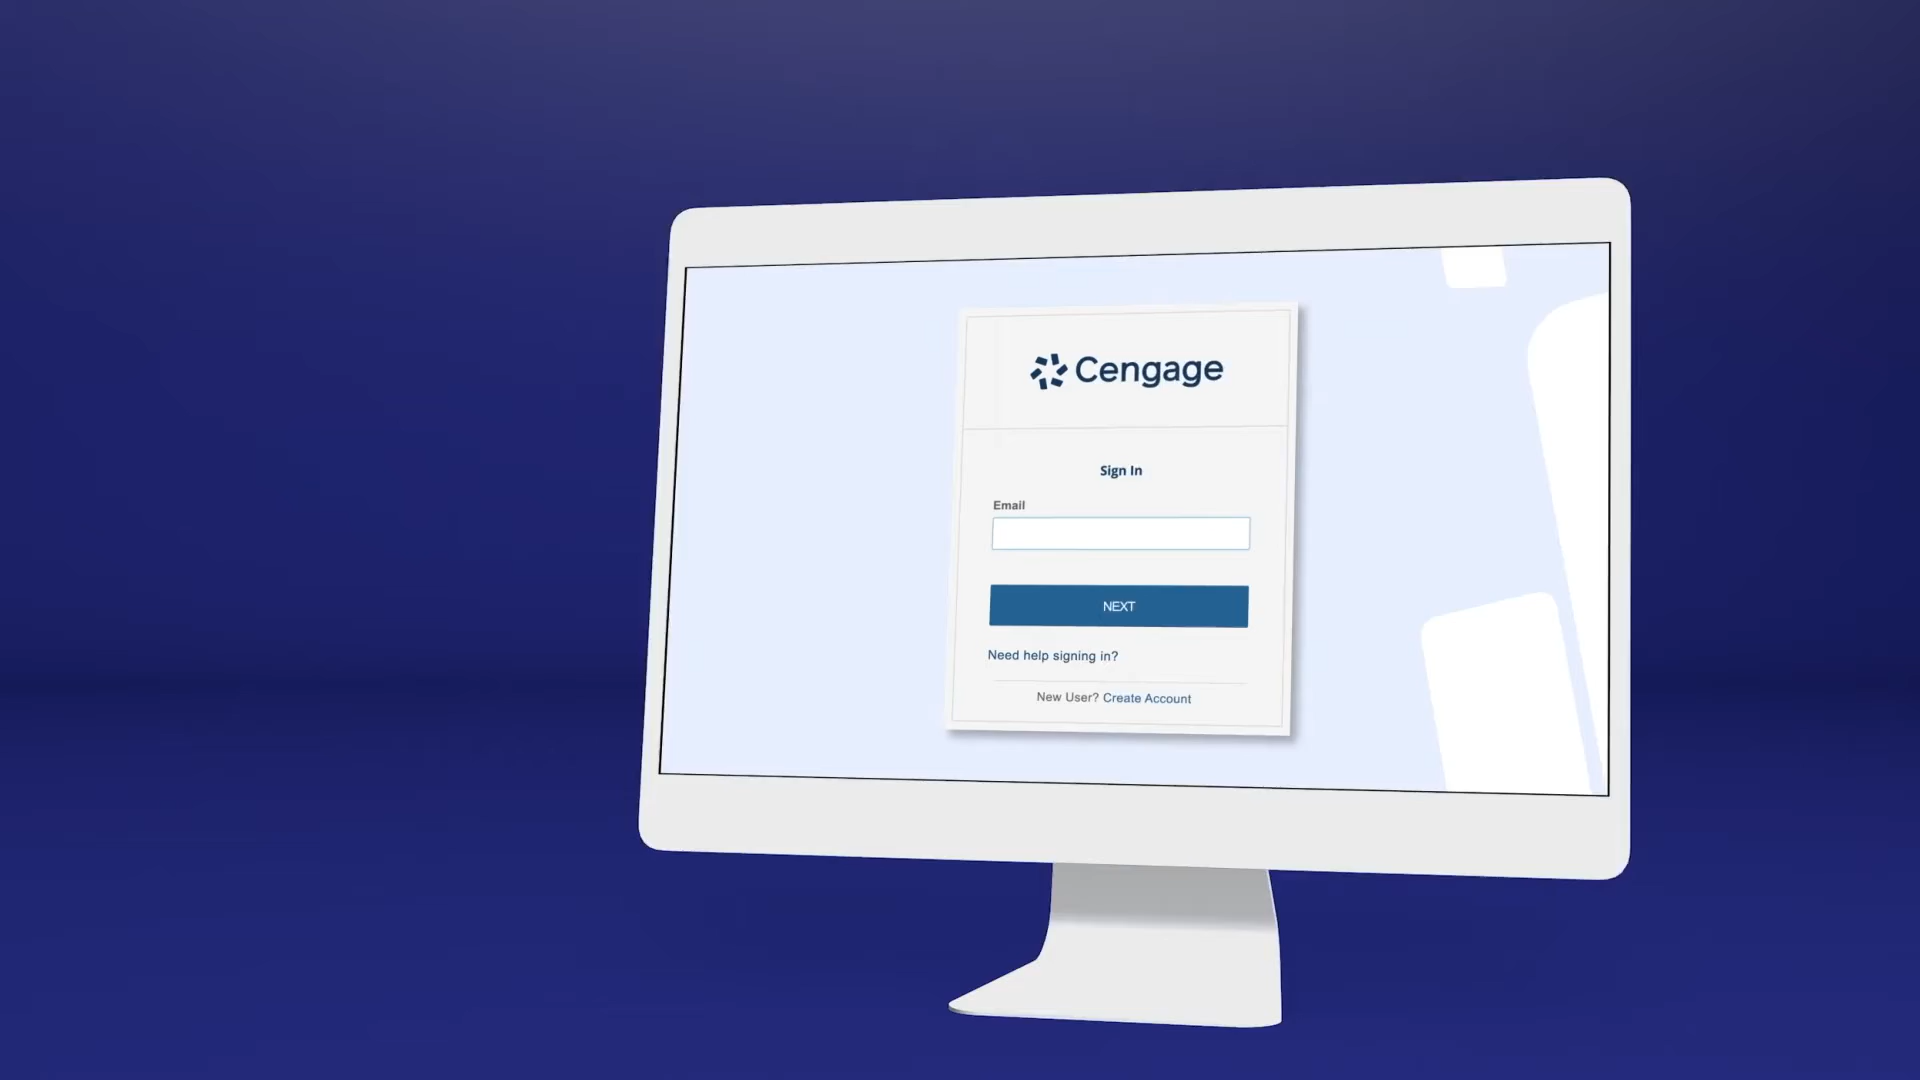 Cengage
Sign In
Email
NEXT
Need help signing in?
New User? Create Account